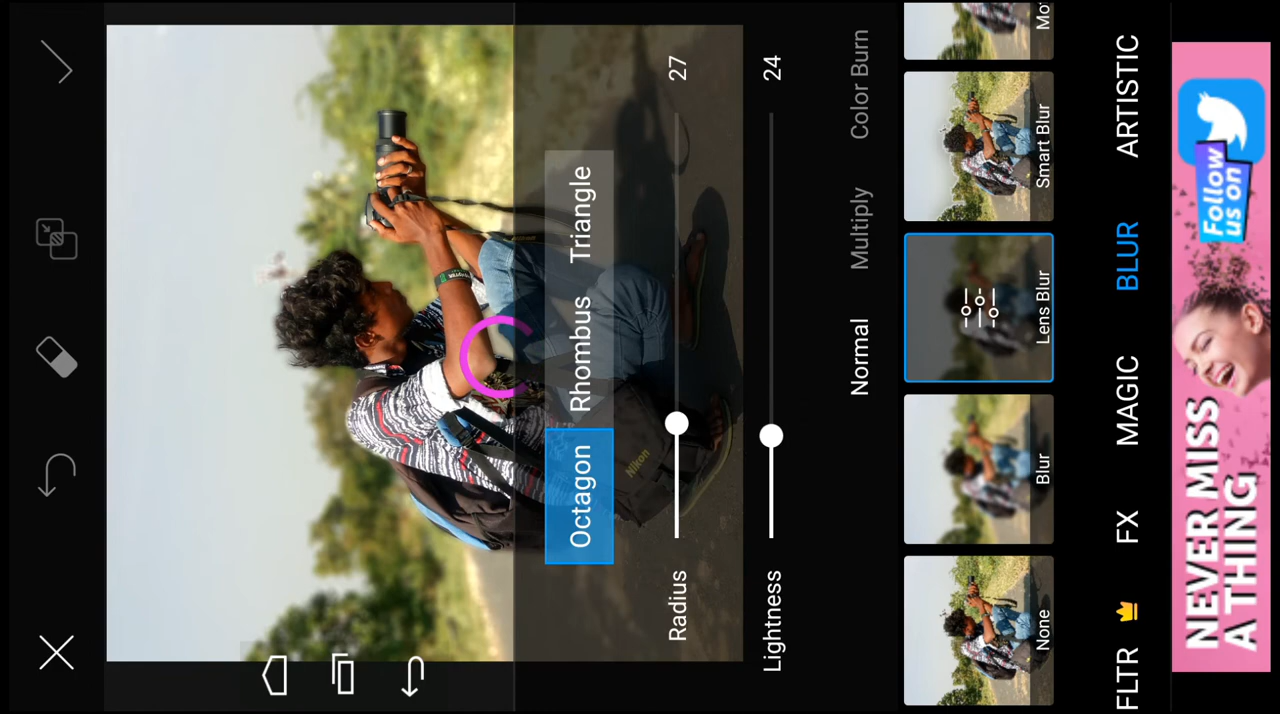 Octagon Rhombus Triangle
Radius 27
Lightness 24
Normal Multiply Color Burn
None Blur Lens Blur Smart Blur
FLTR FX MAGIC BLUR ARTISTIC
NEVER MISS
A THING
Follow
us on
Nikon